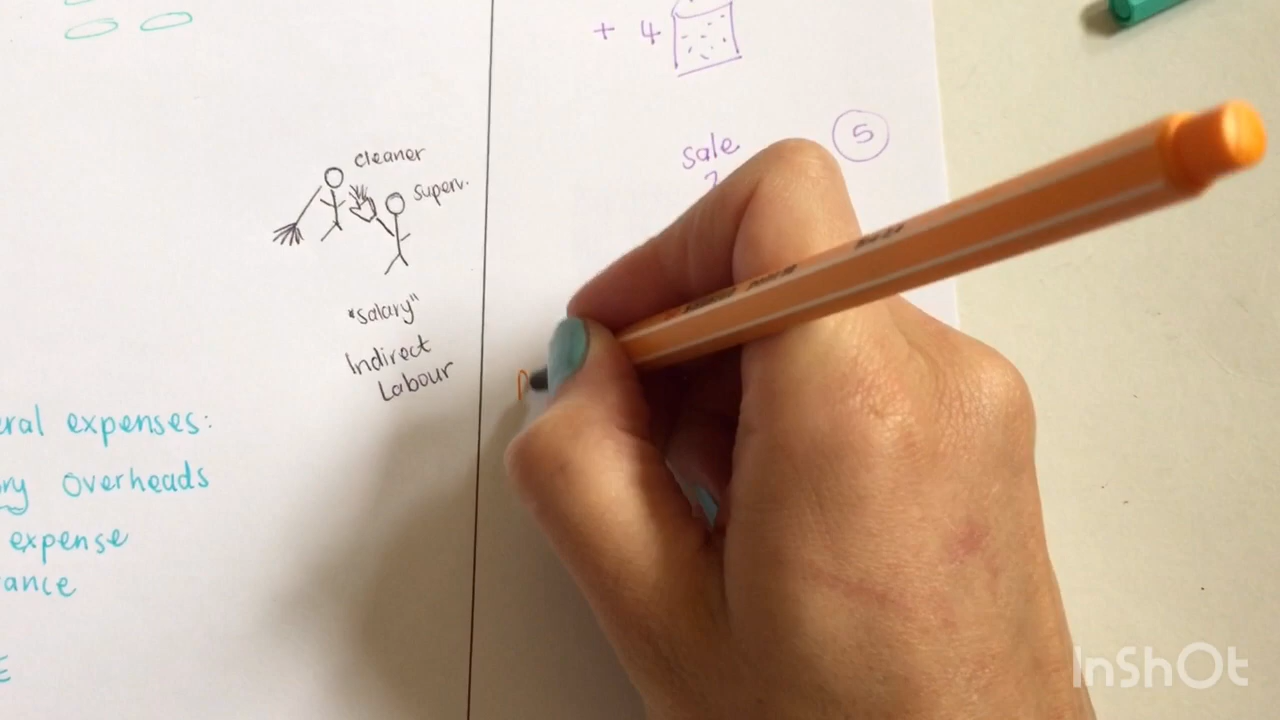 + 4
cleaner
superv.
"salary"
Indirect
Labour
eral expenses:
ry overheads
expense
ance
E
sale
5
InShOt